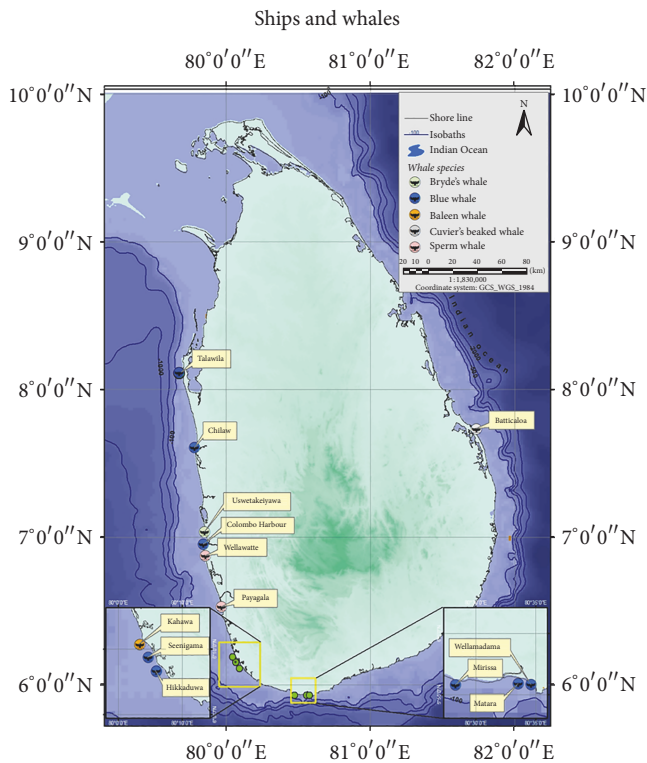 Ships and whales
80°0′0″E 81°0′0″E 82°0′0″E
10°0′0″N 10°0′0″N
N
Shore line
Isobaths
Indian Ocean
Whale species
Bryde's whale
Blue whale
Baleen whale
Cuvier's beaked whale
Sperm whale
20 10 0 20 40 60 80 (km)
1:1,830,000
Coordinate system: GCS_WGS_1984
9°0′0″N 9°0′0″N
Indian ocean
Talawila
8°0′0″N 8°0′0″N
Batticaloa
Chilaw
Uswetakeiyawa
Colombo Harbour
7°0′0″N 7°0′0″N
Wellawatte
Payagala
Kahawa
Seenigama
Hikkaduwa
Wellamadama
Mirissa
Matara
6°0′0″N 6°0′0″N
80°0′0″E 81°0′0″E 82°0′0″E